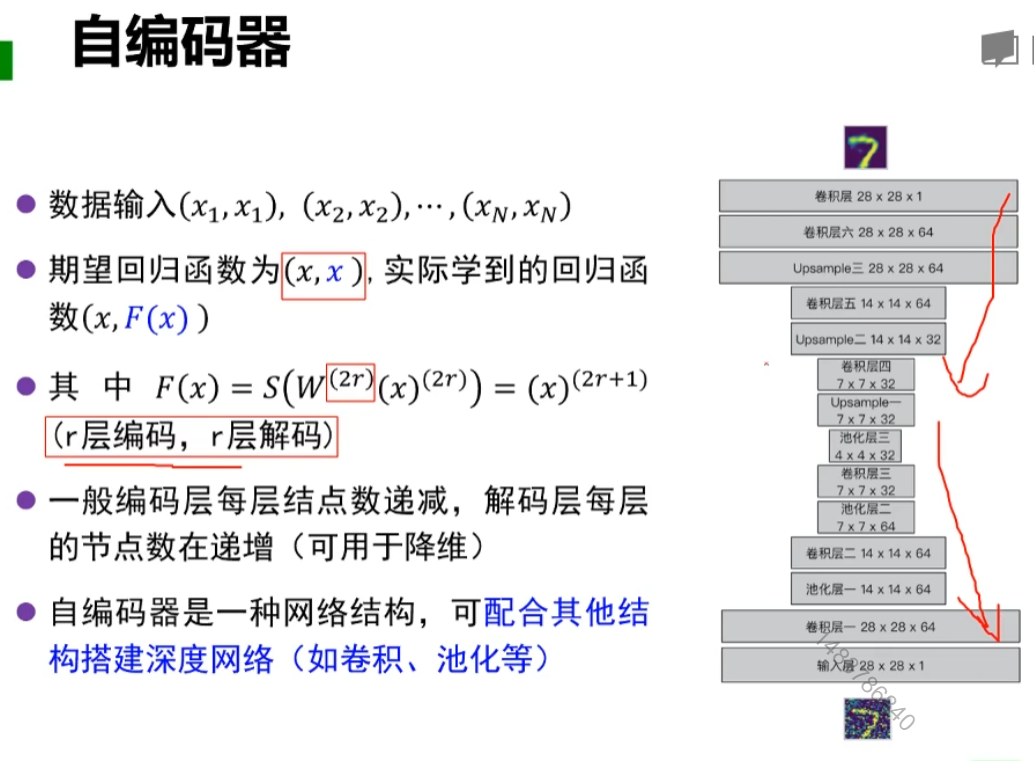 自编码器
数据输入(x₁, x₁), (x₂, x₂), ⋯ , (x_N, x_N)
期望回归函数为(x, x ), 实际学到的回归函
数(x, F(x) )
其 中 F(x) = S(W⁽²ʳ⁾(x)⁽²ʳ⁾) = (x)⁽²ʳ⁺¹⁾
(r层编码，r层解码)
一般编码层每层结点数递减，解码层每层
的节点数在递增（可用于降维）
自编码器是一种网络结构，可配合其他结
构搭建深度网络（如卷积、池化等）
卷积层 28 x 28 x 1
卷积层六 28 x 28 x 64
Upsample三 28 x 28 x 64
卷积层五 14 x 14 x 64
Upsample二 14 x 14 x 32
卷积层四
7 x 7 x 32
Upsample一
7 x 7 x 32
池化层三
4 x 4 x 32
卷积层三
7 x 7 x 32
池化层二
7 x 7 x 64
卷积层二 14 x 14 x 64
池化层一 14 x 14 x 64
卷积层一 28 x 28 x 64
输入层 28 x 28 x 1